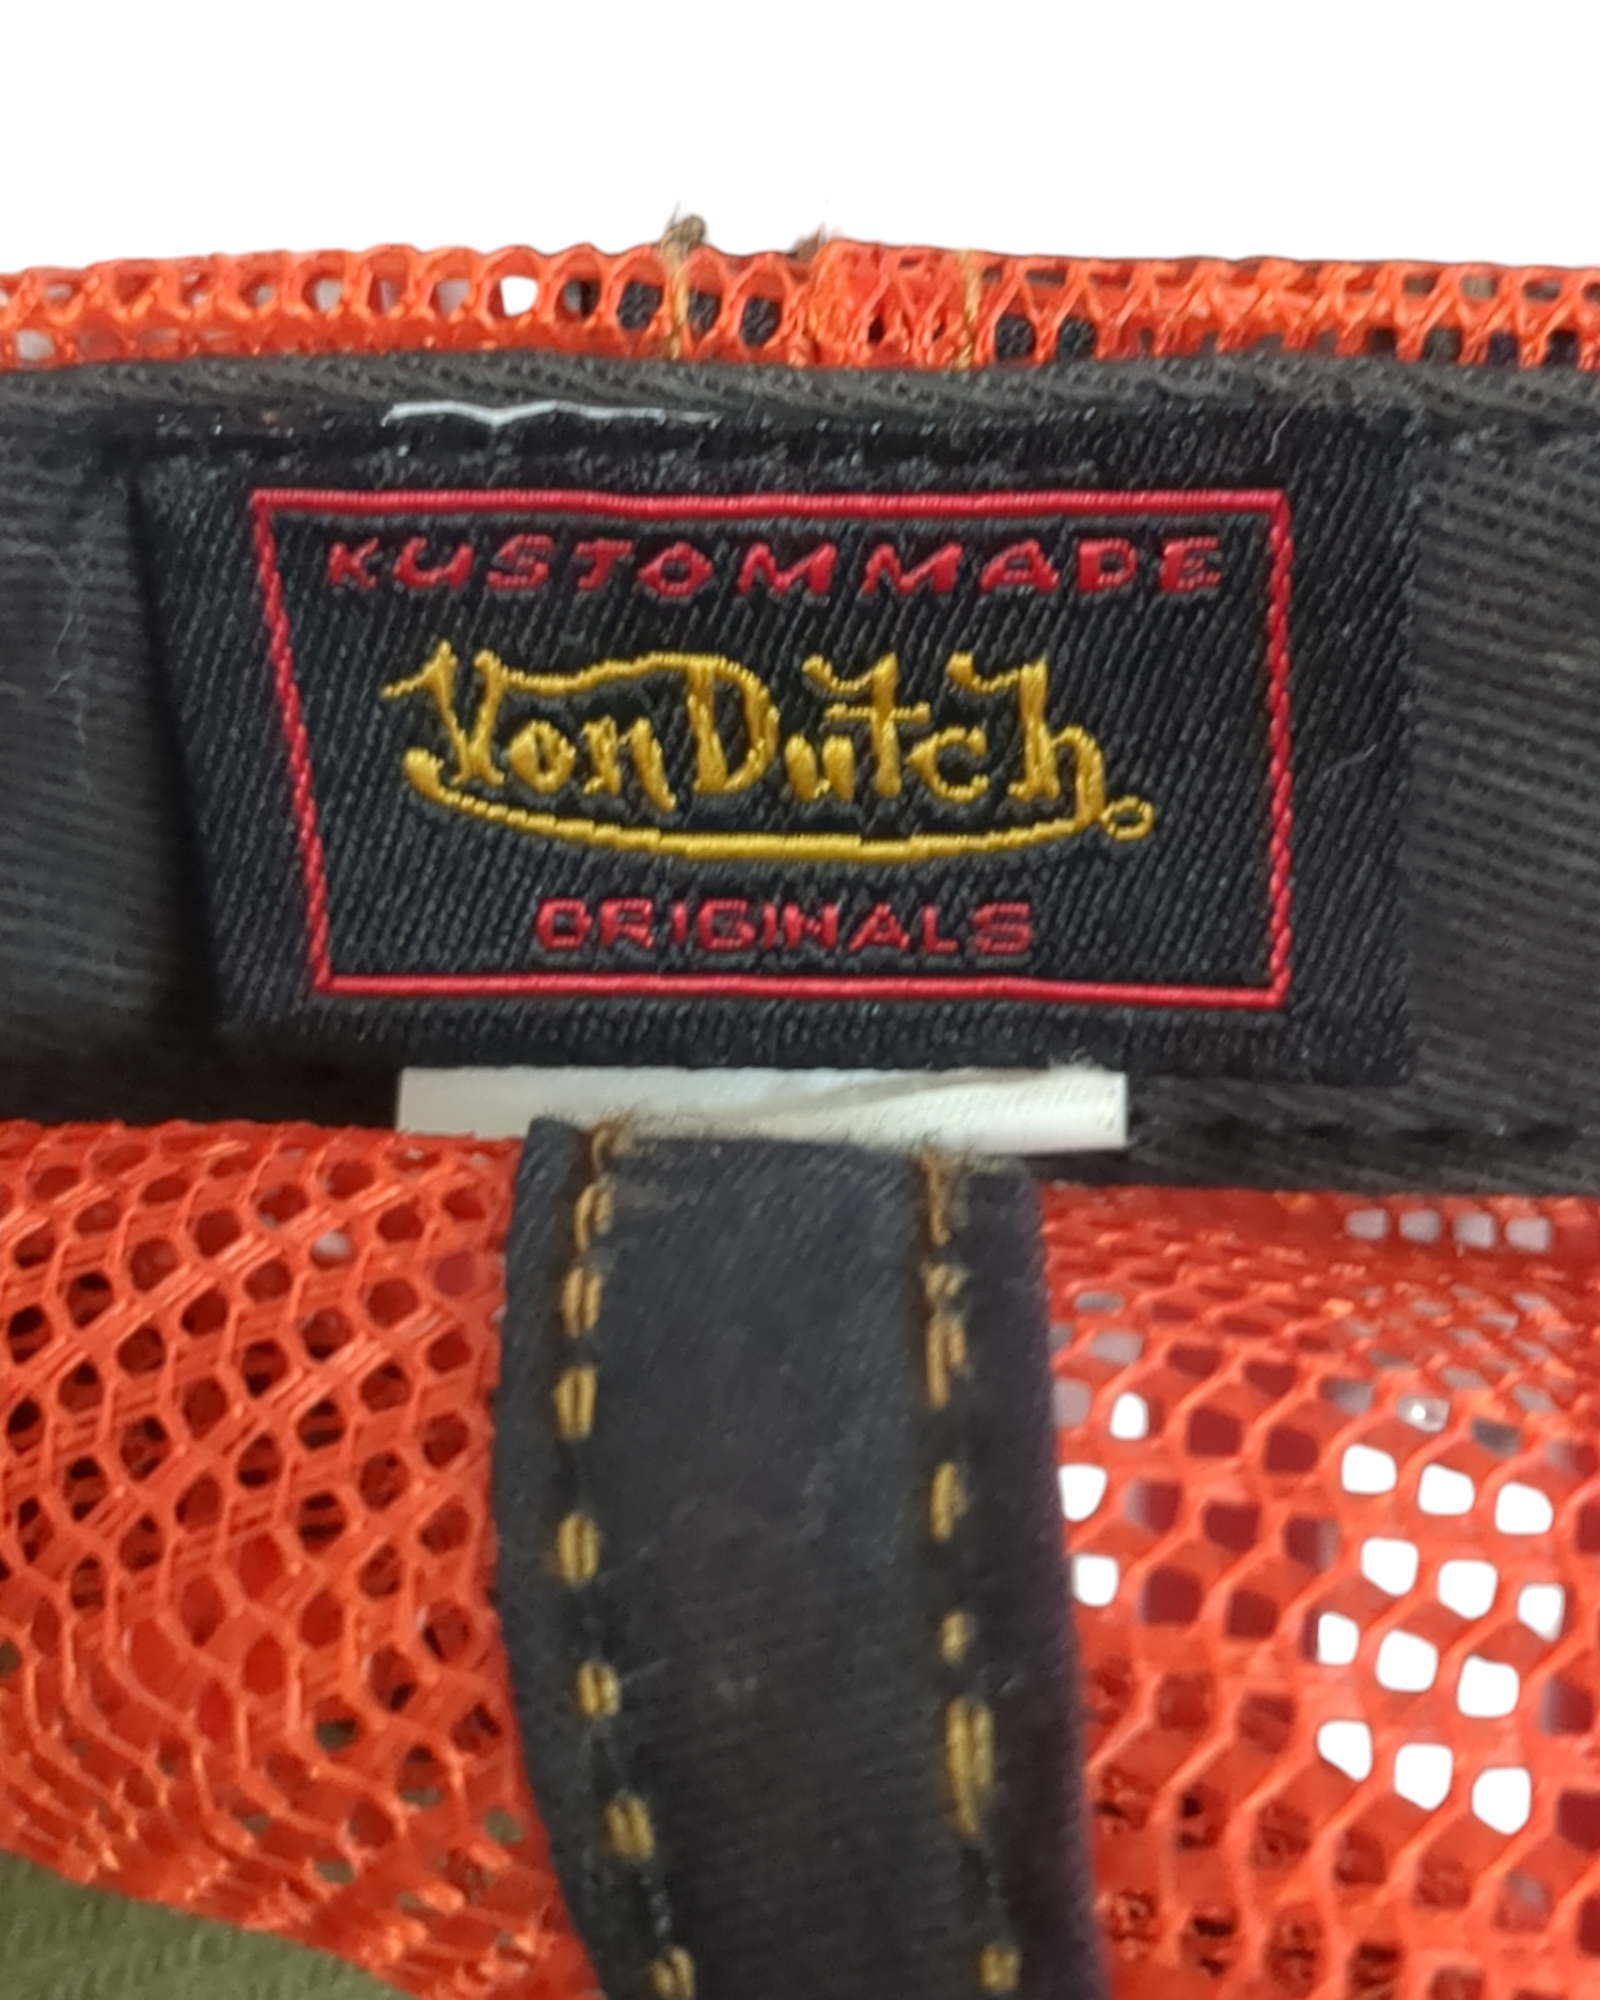 KUSTOMMADE
Von Dutch
ORIGINALS